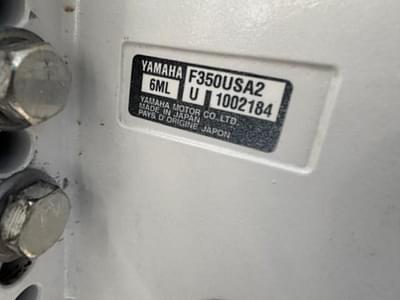 YAMAHA F350USA2
6ML U 1002184
YAMAHA MOTOR CO., LTD.
MADE IN JAPAN
PAYS D'ORIGINE JAPON